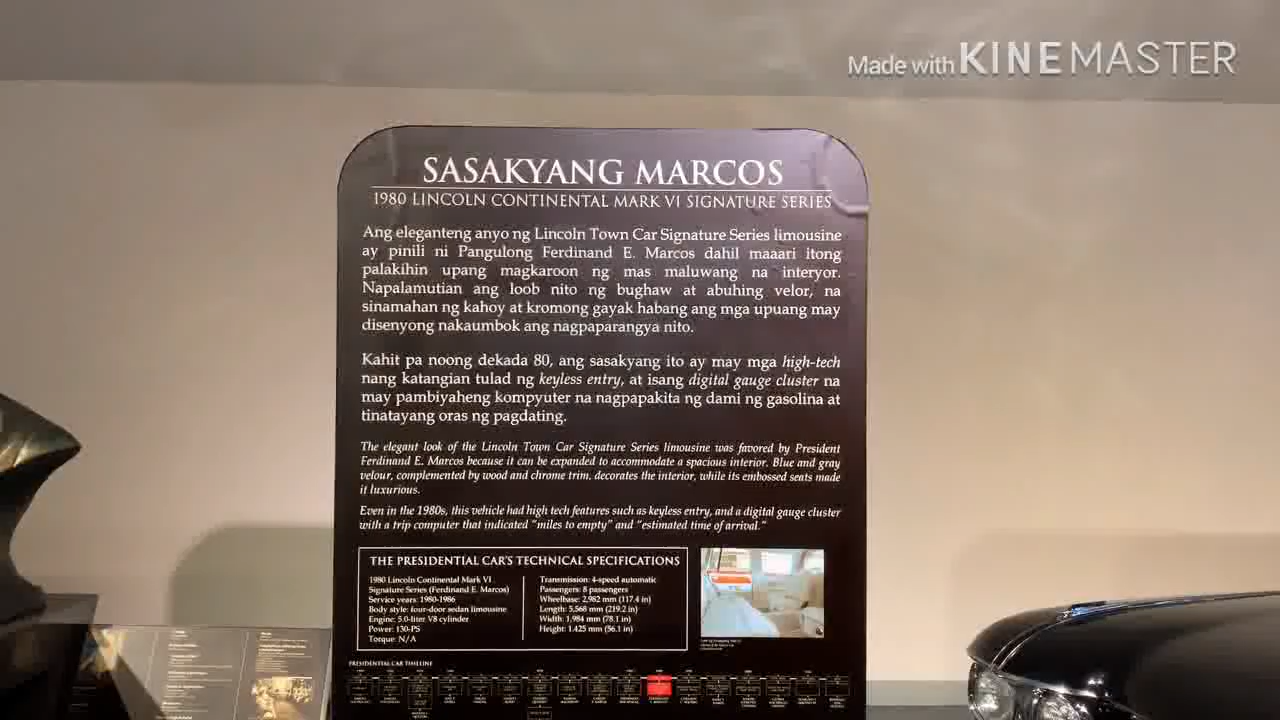 Made with KINEMASTER
SASAKYANG MARCOS
1980 LINCOLN CONTINENTAL MARK VI SIGNATURE SERIES
Ang eleganteng anyo ng Lincoln Town Car Signature Series limousine
ay pinili ni Pangulong Ferdinand E. Marcos dahil maaari itong
palakihin upang magkaroon ng mas maluwang na interyor.
Napalamutian ang loob nito ng bughaw at abuhing velor, na
sinamahan ng kahoy at kromong gayak habang ang mga upuang may
disenyong nakaumbok ang nagpaparangya nito.
Kahit pa noong dekada 80, ang sasakyang ito ay may mga high-tech
nang katangian tulad ng keyless entry, at isang digital gauge cluster na
may pambiyaheng kompyuter na nagpapakita ng dami ng gasolina at
tinatayang oras ng pagdating.
The elegant look of the Lincoln Town Car Signature Series limousine was favored by President
Ferdinand E. Marcos because it can be expanded to accommodate a spacious interior. Blue and gray
velour, complemented by wood and chrome trim, decorates the interior, while its embossed seats made
it luxurious.
Even in the 1980s, this vehicle had high tech features such as keyless entry, and a digital gauge cluster
with a trip computer that indicated "miles to empty" and "estimated time of arrival."
THE PRESIDENTIAL CAR'S TECHNICAL SPECIFICATIONS
1980 Lincoln Continental Mark VI
Signature Series (Ferdinand E. Marcos)
Service years: 1980-1986
Body style: four-door sedan limousine
Engine: 5.0-liter V8 cylinder
Power: 130-PS
Torque: N/A
Transmission: 4-speed automatic
Passengers: 8 passengers
Wheelbase: 2,982 mm (117.4 in)
Length: 5,568 mm (219.2 in)
Width: 1,984 mm (78.1 in)
Height: 1,425 mm (56.1 in)
PRESIDENTIAL CAR TIMELINE